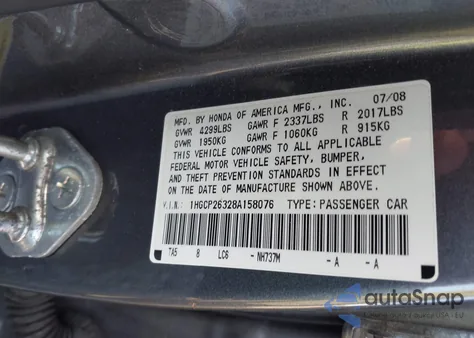 MFD. BY HONDA OF AMERICA MFG., INC. 07/08
GVWR 4299LBS GAWR F 2337LBS R 2017LBS
GVWR 1950KG GAWR F 1060KG R 915KG
THIS VEHICLE CONFORMS TO ALL APPLICABLE
FEDERAL MOTOR VEHICLE SAFETY, BUMPER,
AND THEFT PREVENTION STANDARDS IN EFFECT
ON THE DATE OF MANUFACTURE SHOWN ABOVE.
V.I.N: 1HGCP26328A158076 TYPE: PASSENGER CAR
TA5 8 LC6 -NH737M -A -A
autoSnap